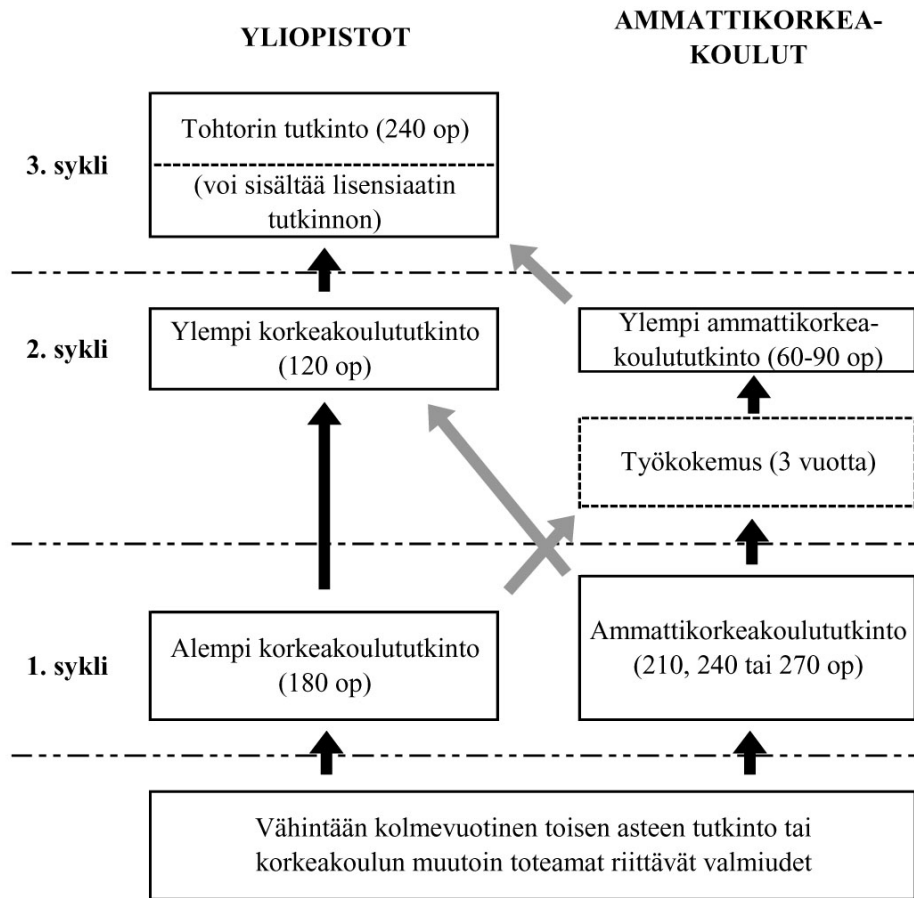 YLIOPISTOT
AMMATTIKORKEA-
KOULUT
3. sykli
Tohtorin tutkinto (240 op)
(voi sisältää lisensiaatin
tutkinnon)
2. sykli
Ylempi korkeakoulututkinto
(120 op)
Ylempi ammattikorkea-
koulututkinto (60-90 op)
Työkokemus (3 vuotta)
1. sykli
Alempi korkeakoulututkinto
(180 op)
Ammattikorkeakoulututkinto
(210, 240 tai 270 op)
Vähintään kolmevuotinen toisen asteen tutkinto tai
korkeakoulun muutoin toteamat riittävät valmiudet